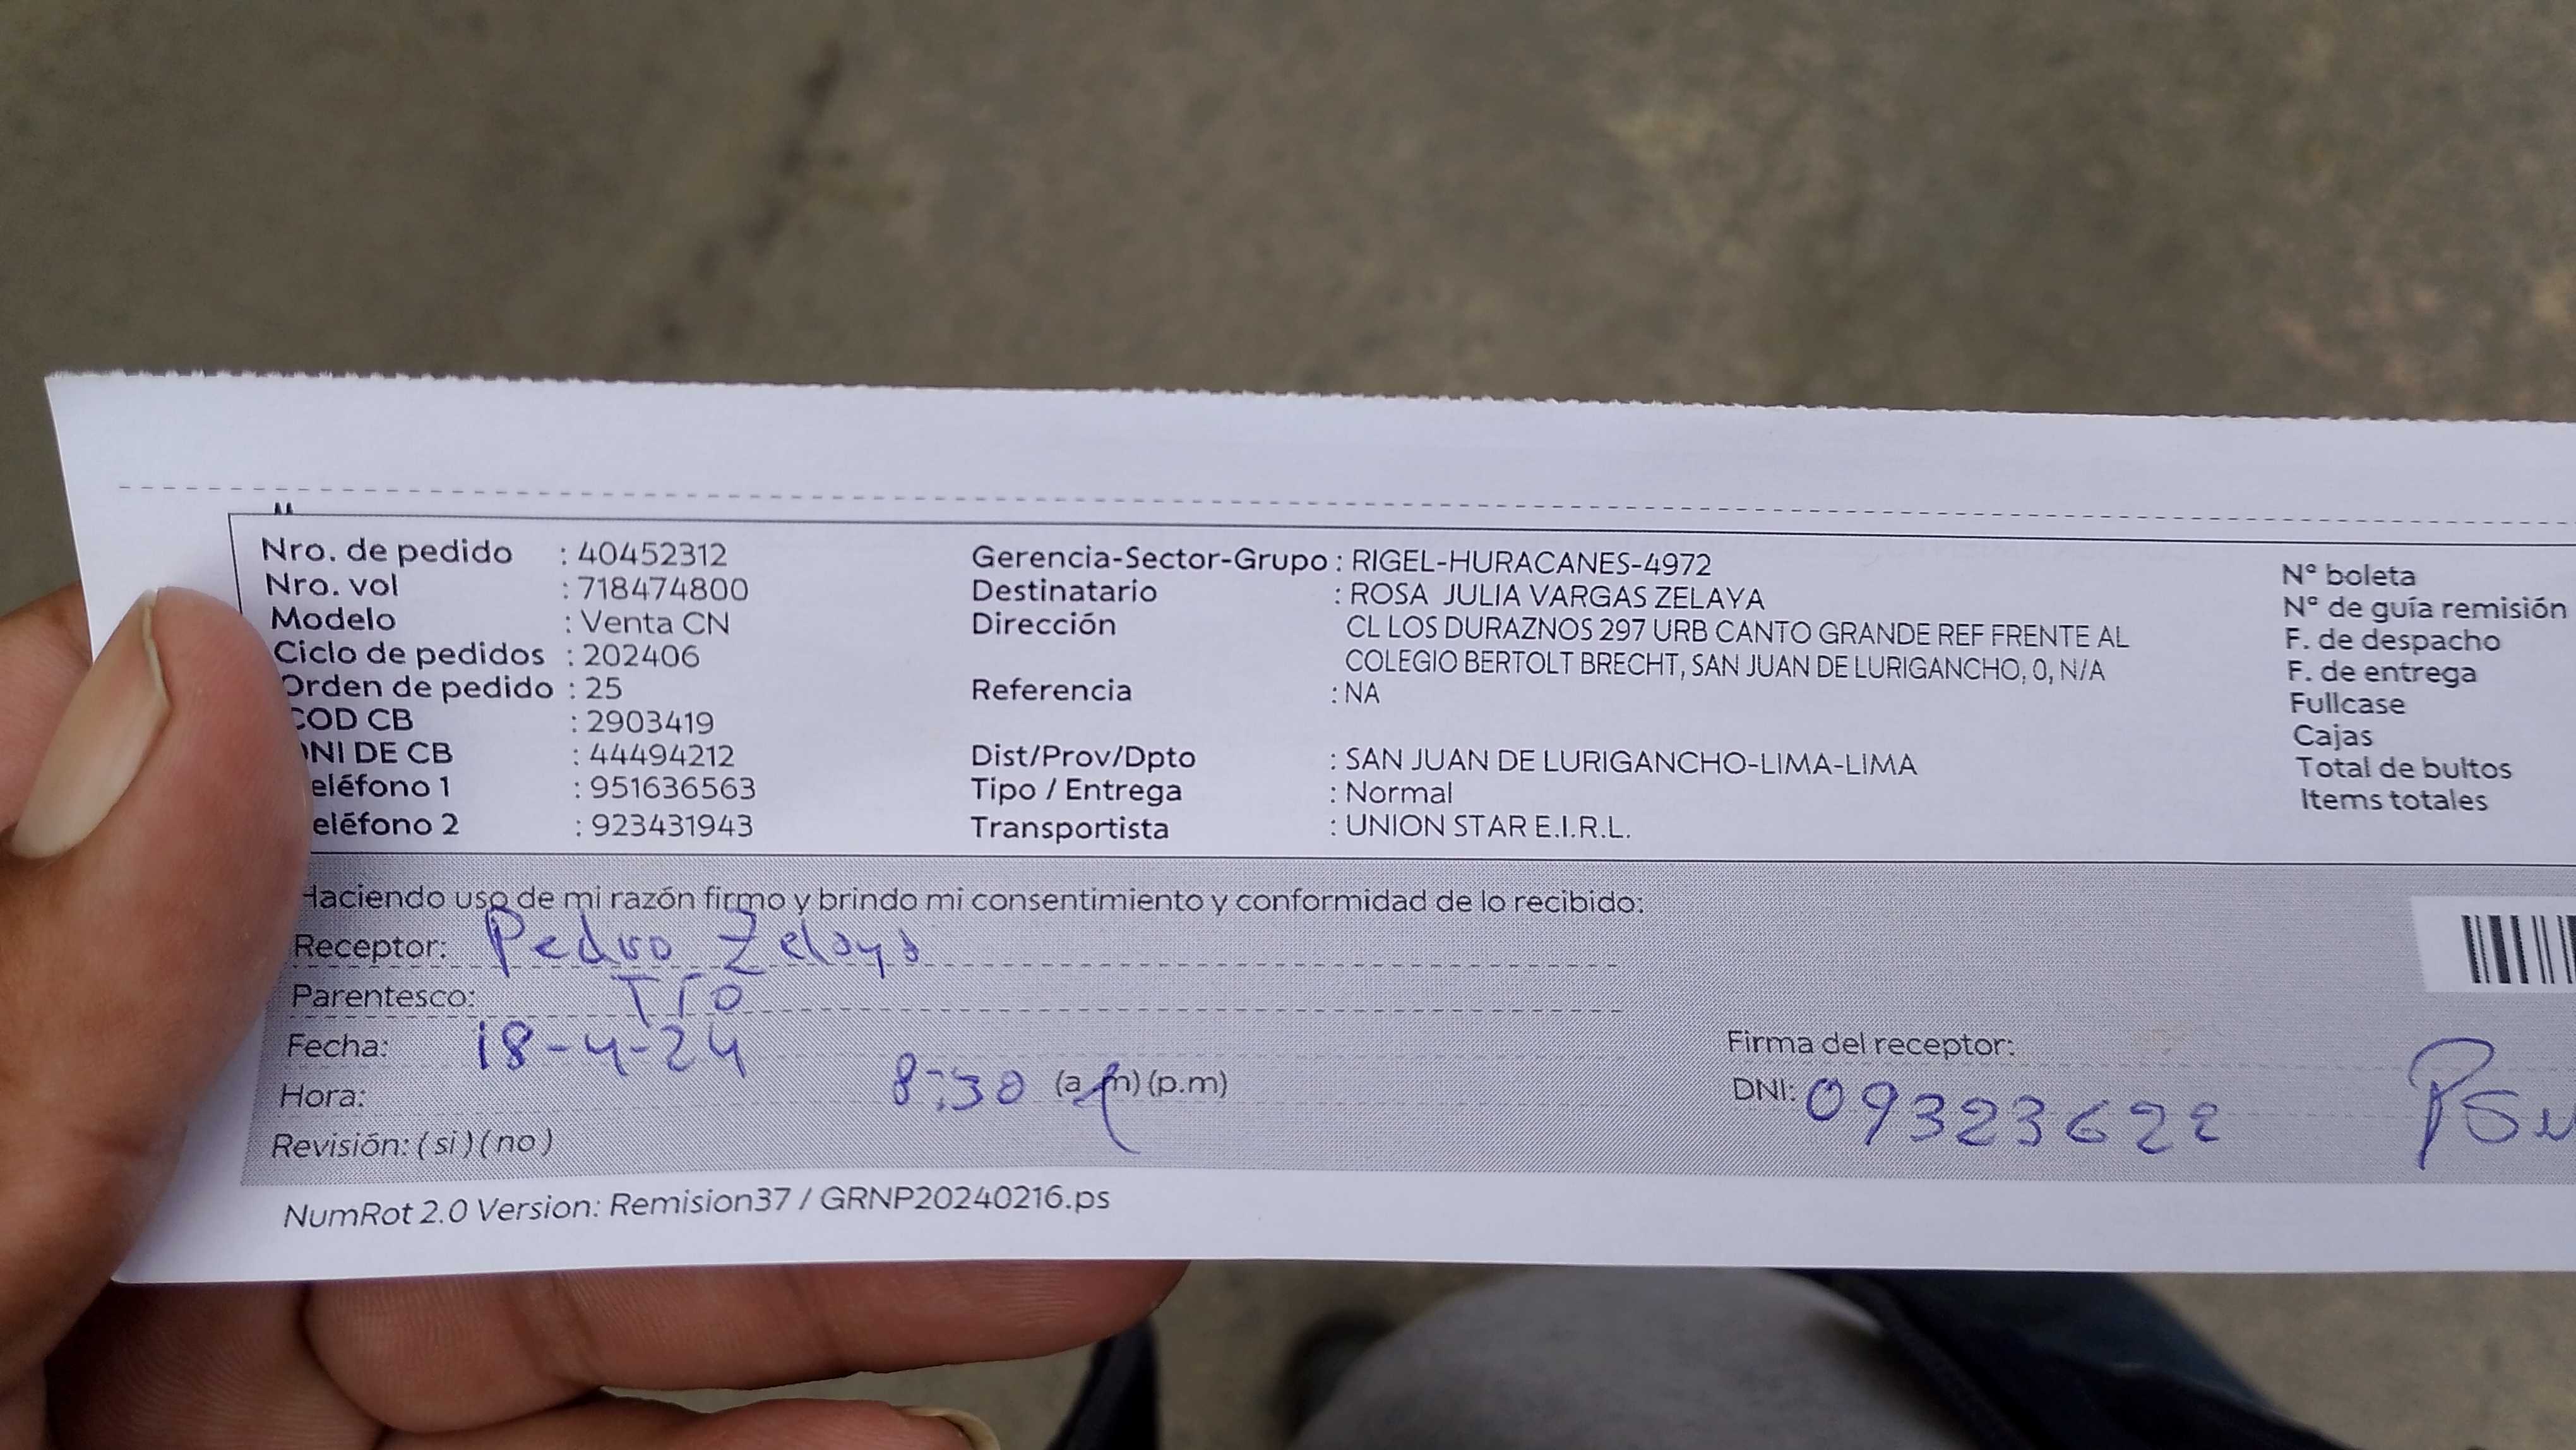 Nro. de pedido : 40452312
Nro. vol : 718474800
Modelo : Venta CN
Ciclo de pedidos : 202406
Orden de pedido : 25
COD CB : 2903419
DNI DE CB : 44494212
eléfono 1 : 951636563
eléfono 2 : 923431943
Gerencia-Sector-Grupo : RIGEL-HURACANES-4972
Destinatario : ROSA JULIA VARGAS ZELAYA
Dirección CL LOS DURAZNOS 297 URB CANTO GRANDE REF FRENTE AL
COLEGIO BERTOLT BRECHT, SAN JUAN DE LURIGANCHO, 0, N/A
Referencia : NA
Dist/Prov/Dpto : SAN JUAN DE LURIGANCHO-LIMA-LIMA
Tipo / Entrega : Normal
Transportista : UNION STAR E.I.R.L.
N° boleta
N° de guía remisión
F. de despacho
F. de entrega
Fullcase
Cajas
Total de bultos
Items totales
Haciendo uso de mi razón firmo y brindo mi consentimiento y conformidad de lo recibido:
Receptor: Pedro Zelaya
Parentesco: TIO
Fecha: 18-4-24
Hora: 8:30 (a.m) (p.m)
Revisión: ( si ) ( no )
Firma del receptor:
DNI: 09323622
NumRot 2.0 Version: Remision37 / GRNP20240216.ps